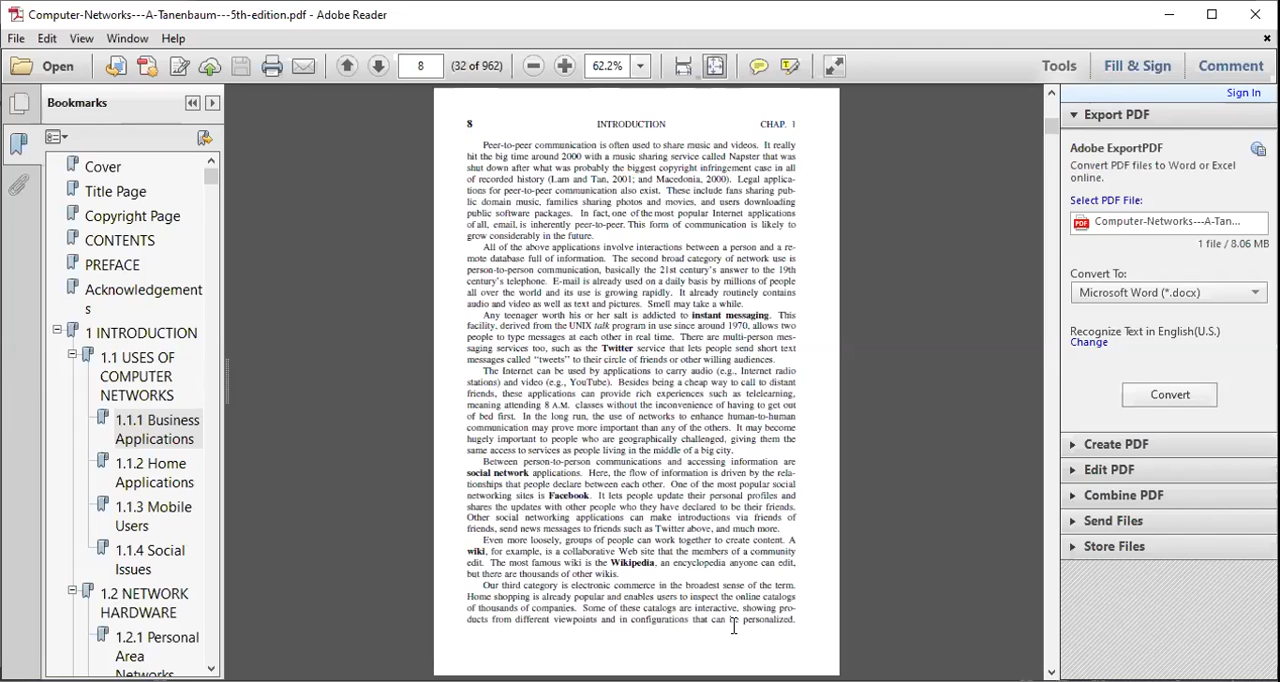 Computer-Networks---A-Tanenbaum---5th-edition.pdf - Adobe Reader
File Edit View Window Help
Open 8 (32 of 962) 62.2% Tools Fill & Sign Comment
Bookmarks
Cover
Title Page
Copyright Page
CONTENTS
PREFACE
Acknowledgement
s
1 INTRODUCTION
1.1 USES OF
COMPUTER
NETWORKS
1.1.1 Business
Applications
1.1.2 Home
Applications
1.1.3 Mobile
Users
1.1.4 Social
Issues
1.2 NETWORK
HARDWARE
1.2.1 Personal
Area
Networks
8 INTRODUCTION CHAP. 1
Peer-to-peer communication is often used to share music and videos. It really
hit the big time around 2000 with a music sharing service called Napster that was
shut down after what was probably the biggest copyright infringement case in all
of recorded history (Lam and Tan, 2001; and Macedonia, 2000). Legal applica-
tions for peer-to-peer communication also exist. These include fans sharing pub-
lic domain music, families sharing photos and movies, and users downloading
public software packages. In fact, one of the most popular Internet applications
of all, email, is inherently peer-to-peer. This form of communication is likely to
grow considerably in the future.
All of the above applications involve interactions between a person and a re-
mote database full of information. The second broad category of network use is
person-to-person communication, basically the 21st century's answer to the 19th
century's telephone. E-mail is already used on a daily basis by millions of people
all over the world and its use is growing rapidly. It already routinely contains
audio and video as well as text and pictures. Smell may take a while.
Any teenager worth his or her salt is addicted to instant messaging. This
facility, derived from the UNIX talk program in use since around 1970, allows two
people to type messages at each other in real time. There are multi-person mes-
saging services too, such as the Twitter service that lets people send short text
messages called “tweets” to their circle of friends or other willing audiences.
The Internet can be used by applications to carry audio (e.g., Internet radio
stations) and video (e.g., YouTube). Besides being a cheap way to call to distant
friends, these applications can provide rich experiences such as telelearning,
meaning attending 8 A.M. classes without the inconvenience of having to get out
of bed first. In the long run, the use of networks to enhance human-to-human
communication may prove more important than any of the others. It may become
hugely important to people who are geographically challenged, giving them the
same access to services as people living in the middle of a big city.
Between person-to-person communications and accessing information are
social network applications. Here, the flow of information is driven by the rela-
tionships that people declare between each other. One of the most popular social
networking sites is Facebook. It lets people update their personal profiles and
shares the updates with other people who they have declared to be their friends.
Other social networking applications can make introductions via friends of
friends, send news messages to friends such as Twitter above, and much more.
Even more loosely, groups of people can work together to create content. A
wiki, for example, is a collaborative Web site that the members of a community
edit. The most famous wiki is the Wikipedia, an encyclopedia anyone can edit,
but there are thousands of other wikis.
Our third category is electronic commerce in the broadest sense of the term.
Home shopping is already popular and enables users to inspect the online catalogs
of thousands of companies. Some of these catalogs are interactive, showing pro-
ducts from different viewpoints and in configurations that can be personalized.
Sign In
Export PDF
Adobe ExportPDF
Convert PDF files to Word or Excel
online.
Select PDF File:
Computer-Networks---A-Tan...
1 file / 8.06 MB
Convert To:
Microsoft Word (*.docx)
Recognize Text in English(U.S.)
Change
Convert
Create PDF
Edit PDF
Combine PDF
Send Files
Store Files